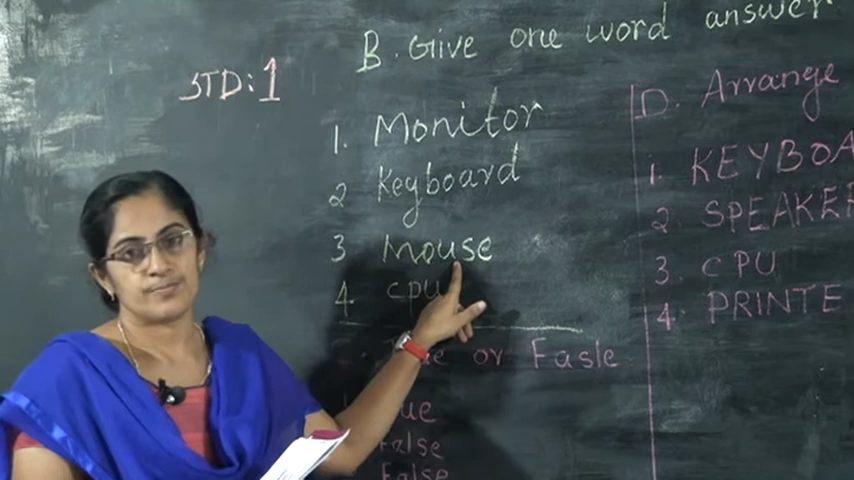 B. Give one word answer
STD:1
1. Monitor
2 Keyboard
3 Mouse
4. cpu
or Fasle
False
False
D. Arrange
1. KEYBOA
2. SPEAKER
3. CPU
4. PRINTE